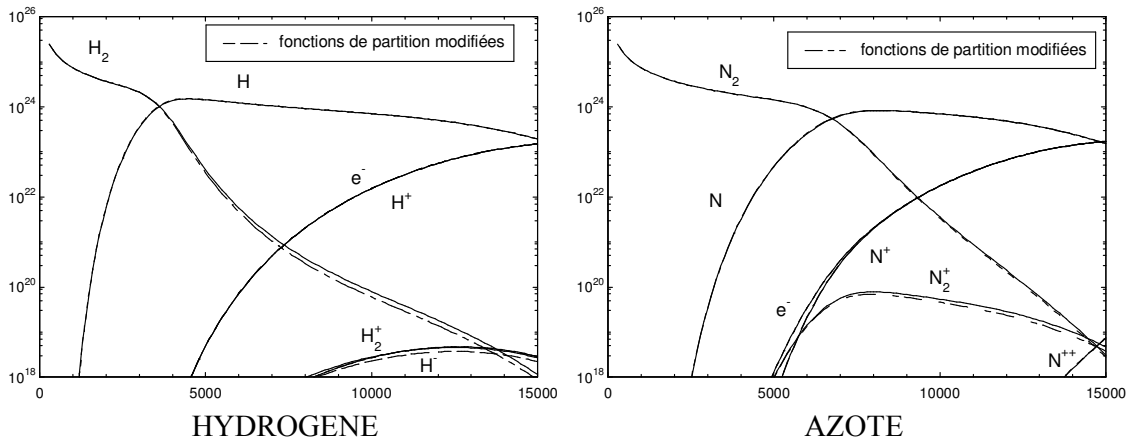 10^26
10^24
10^22
10^20
10^18
0
5000
10000
15000
H_2
H
e^-
H^+
H_2^+
H^-
fonctions de partition modifiées
HYDROGENE
10^26
10^24
10^22
10^20
10^18
0
5000
10000
15000
N_2
N
e^-
N^+
N_2^+
N^{++}
fonctions de partition modifiées
AZOTE